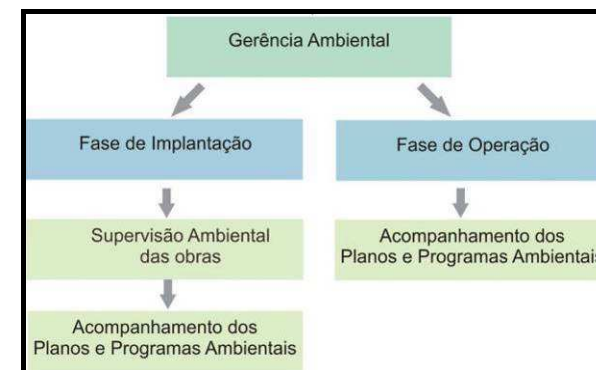 Gerência Ambiental
Fase de Implantação
Fase de Operação
Supervisão Ambiental
das obras
Acompanhamento dos
Planos e Programas Ambientais
Acompanhamento dos
Planos e Programas Ambientais